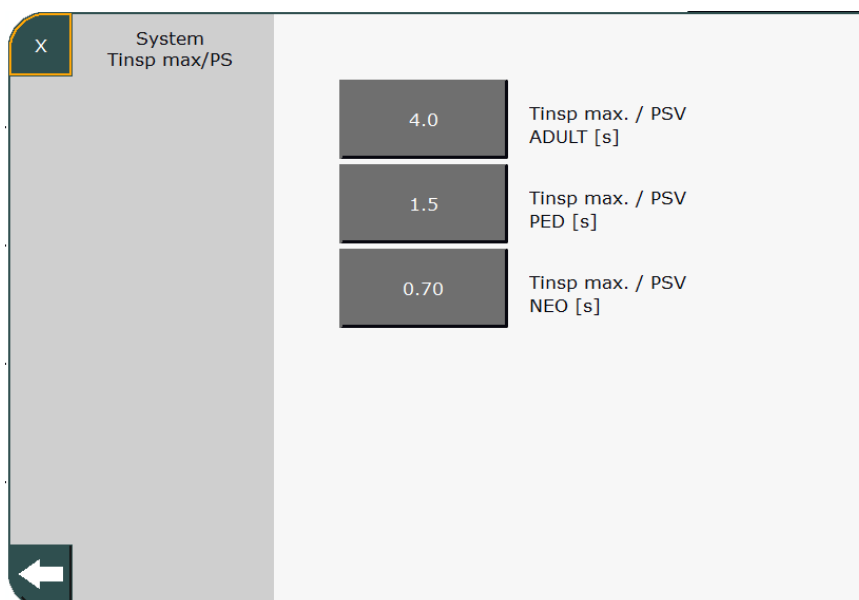 X
System
Tinsp max/PS
4.0
Tinsp max. / PSV
ADULT [s]
1.5
Tinsp max. / PSV
PED [s]
0.70
Tinsp max. / PSV
NEO [s]